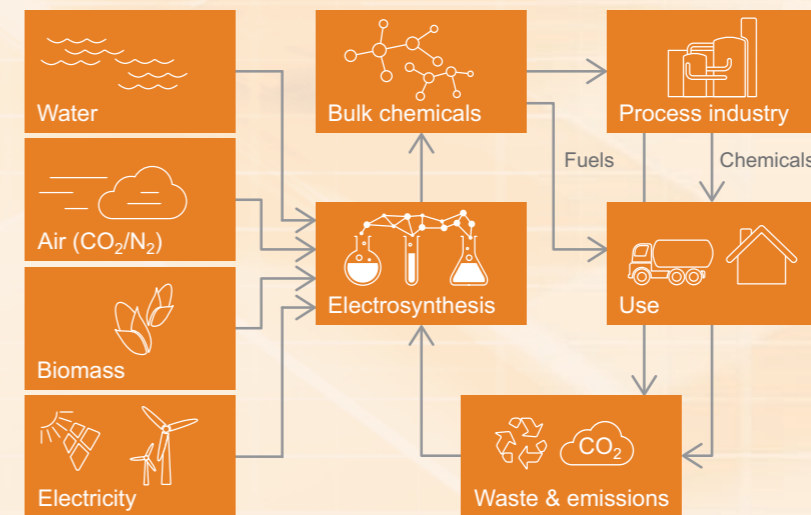 Water
Air (CO₂/N₂)
Biomass
Electricity
Bulk chemicals
Electrosynthesis
Process industry
Fuels
Chemicals
Use
CO₂
Waste & emissions